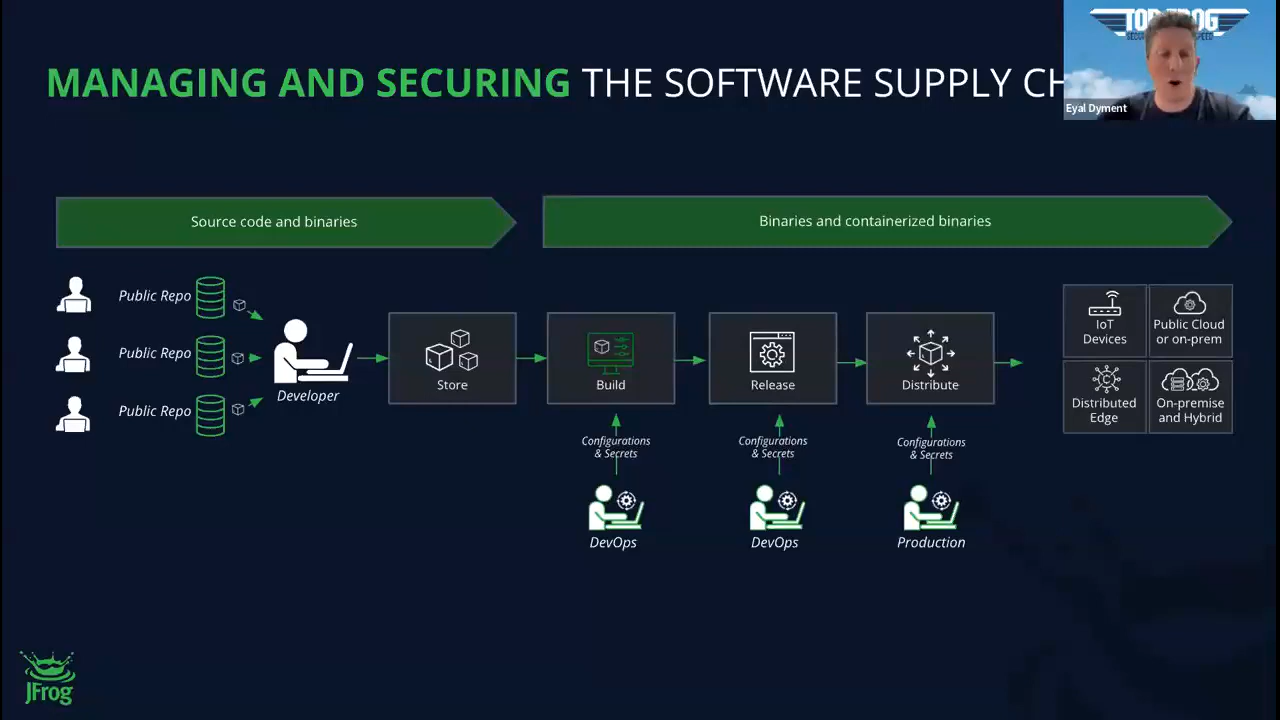 MANAGING AND SECURING THE SOFTWARE SUPPLY CH
TOP FROG
Eyal Dyment
Source code and binaries
Binaries and containerized binaries
Public Repo
Public Repo
Public Repo
Developer
Store
Build
Release
Distribute
IoT
Devices
Public Cloud
or on-prem
Distributed
Edge
On-premise
and Hybrid
Configurations
& Secrets
Configurations
& Secrets
Configurations
& Secrets
DevOps
DevOps
Production
JFrog